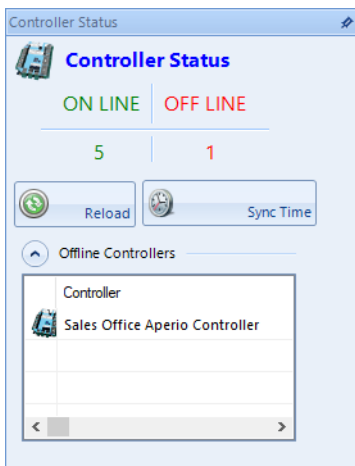 Controller Status
Controller Status
ON LINE OFF LINE
5 1
Reload Sync Time
Offline Controllers
Controller
Sales Office Aperio Controller